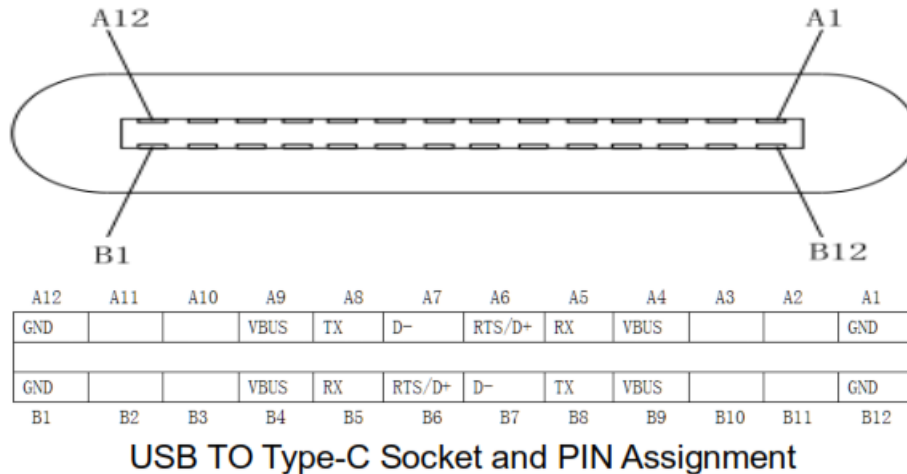 A12 A1
B1 B12
A12 A11 A10 A9 A8 A7 A6 A5 A4 A3 A2 A1
GND VBUS TX D- RTS/D+ RX VBUS GND
GND VBUS RX RTS/D+ D- TX VBUS GND
B1 B2 B3 B4 B5 B6 B7 B8 B9 B10 B11 B12
USB TO Type-C Socket and PIN Assignment